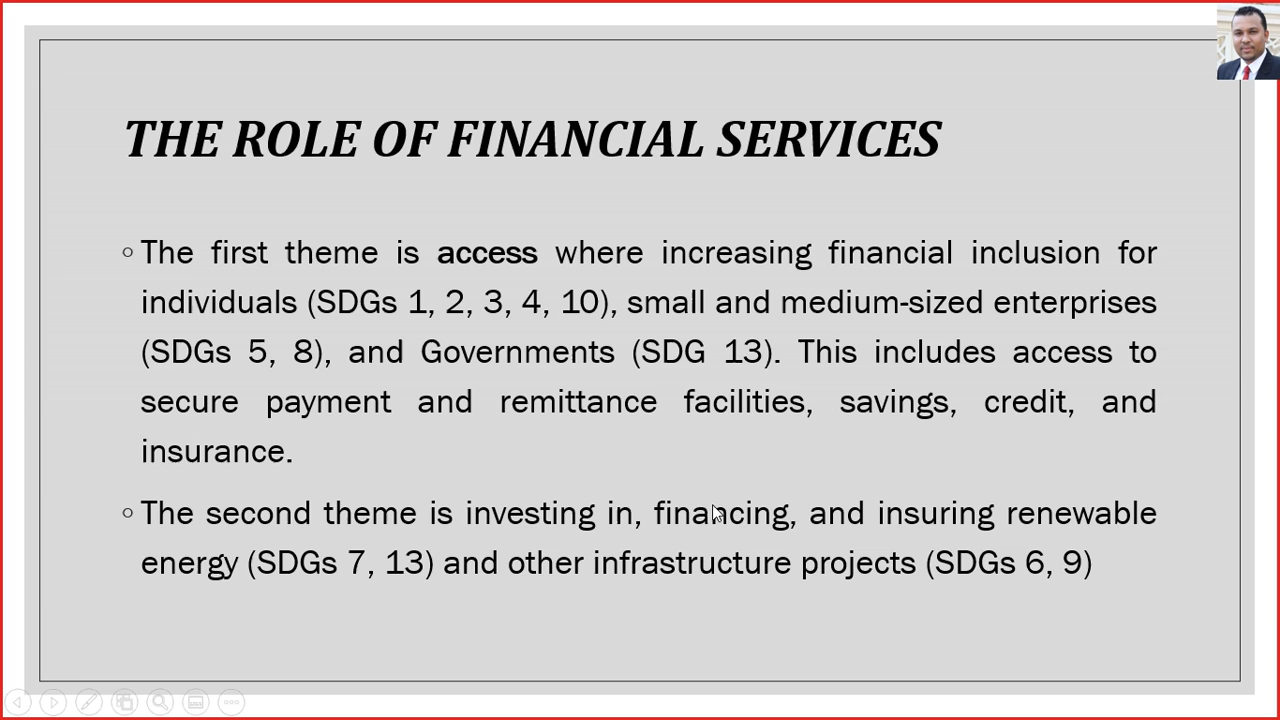 THE ROLE OF FINANCIAL SERVICES
◦ The first theme is access where increasing financial inclusion for
individuals (SDGs 1, 2, 3, 4, 10), small and medium-sized enterprises
(SDGs 5, 8), and Governments (SDG 13). This includes access to
secure payment and remittance facilities, savings, credit, and
insurance.
◦ The second theme is investing in, financing, and insuring renewable
energy (SDGs 7, 13) and other infrastructure projects (SDGs 6, 9)